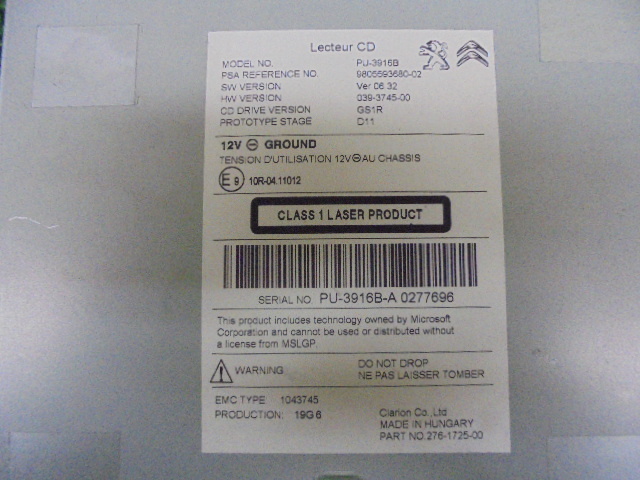 Lecteur CD
MODEL NO. PU-3916B
PSA REFERENCE NO. 9805593680-02
SW VERSION Ver 06.32
HW VERSION 039-3745-00
CD DRIVE VERSION GS1R
PROTOTYPE STAGE D11
12V ⊖ GROUND
TENSION D'UTILISATION 12V⊖AU CHASSIS
E9 10R-04.11012
CLASS 1 LASER PRODUCT
SERIAL NO PU-3916B-A 0277696
This product includes technology owned by Microsoft
Corporation and cannot be used or distributed without
a license from MSLGP.
WARNING
DO NOT DROP
NE PAS LAISSER TOMBER
EMC TYPE 1043745
PRODUCTION: 19G6
Clarion Co.,Ltd
MADE IN HUNGARY
PART NO.276-1725-00